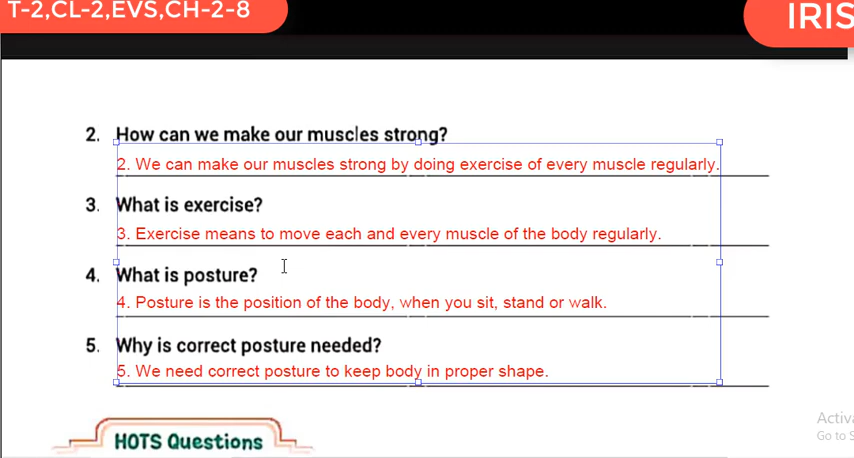 T-2,CL-2,EVS,CH-2-8
IRIS
2. How can we make our muscles strong?
2. We can make our muscles strong by doing exercise of every muscle regularly.
3. What is exercise?
3. Exercise means to move each and every muscle of the body regularly.
4. What is posture?
4. Posture is the position of the body, when you sit, stand or walk.
5. Why is correct posture needed?
5. We need correct posture to keep body in proper shape.
HOTS Questions
Activa
Go to S